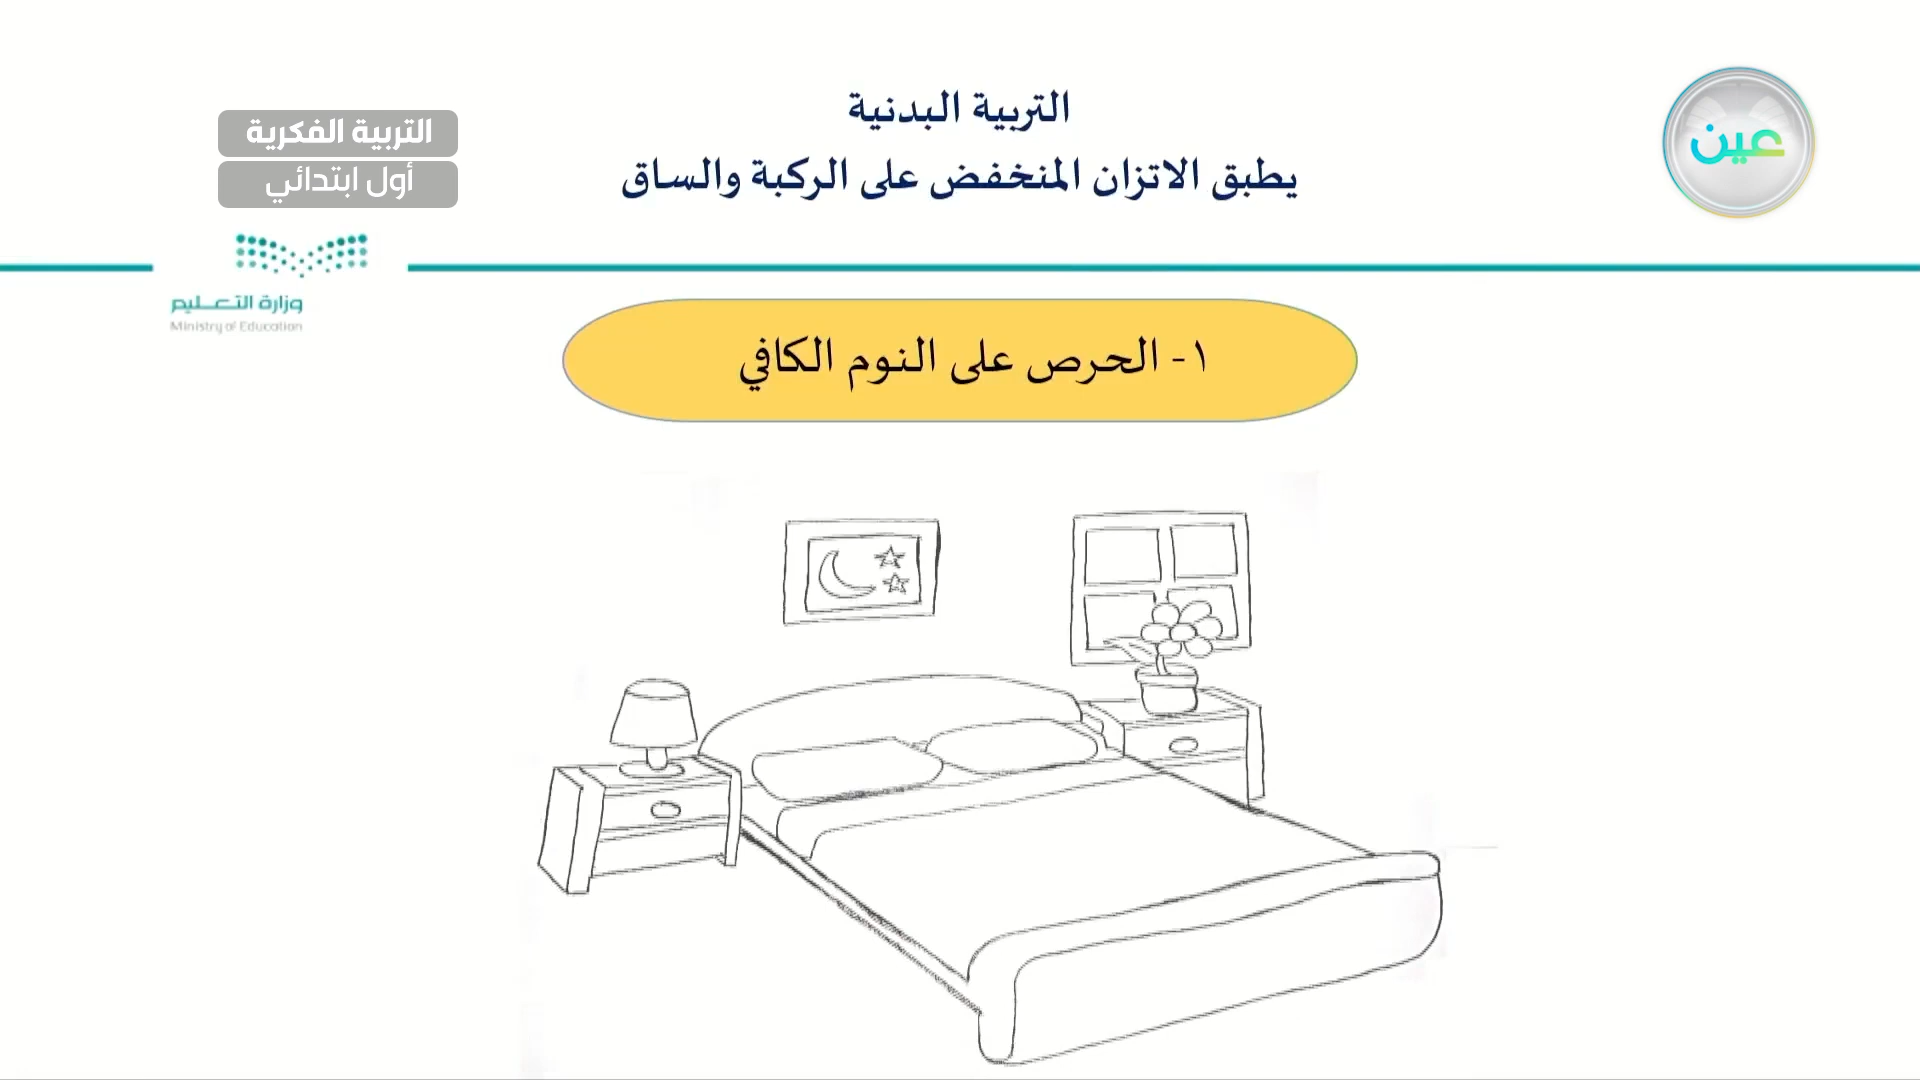 التربية البدنية
يطبق الاتزان المنخفض على الركبة والساق
عين
التربية الفكرية
أول ابتدائي
وزارة التعليم
Ministry of Education
١- الحرص على النوم الكافي